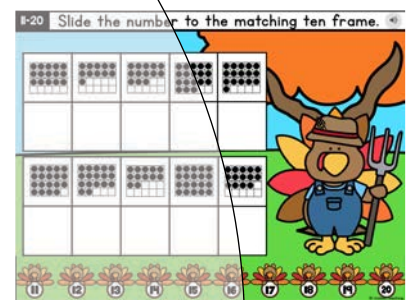 11-20 Slide the number to the matching ten frame.
11 12 13 14 15 16 17 18 19 20